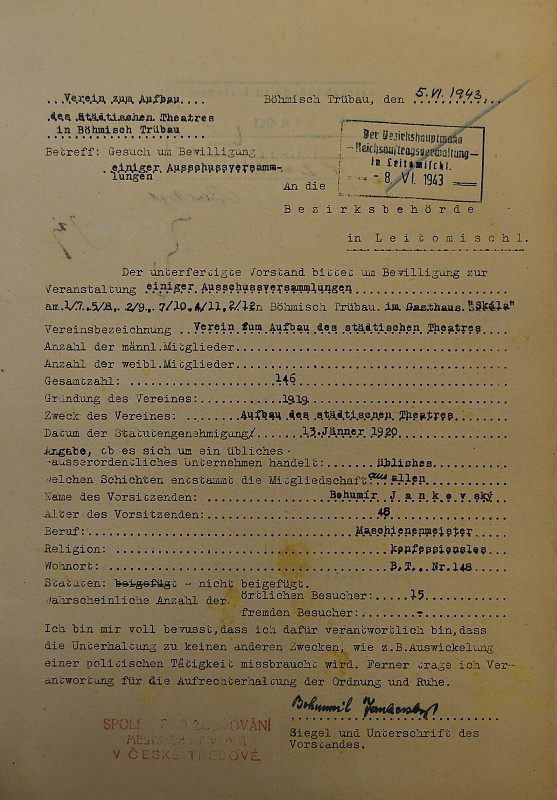 Verein zum Aufbau
des Städtischen Theatres
in Böhmisch Trübau
Böhmisch Trübau, den 5.VI.1943.
Betreff: Gesuch um Bewilligung
einiger Ausschussversamm-
lungen
Der Bezirkshauptmann
-Reichsauftragsverwaltung-
in Leitomischl.
- 8. VI. 1943
An die
Bezirksbehörde
in Leitomischl.
Der unterfertigte Vorstand bittet um Bewilligung zur
Veranstaltung einiger Ausschussversammlungen
am 1/7. 5/8. 2/9. 7/10. 4/11. 2/12 in Böhmisch Trübau. im Gasthaus "Skála"
Vereinsbezeichnung ..Verein zum Aufbau des städtischen Theatres
Anzahl der männl.Mitglieder
Anzahl der weibl.Mitglieder
Gesamtzahl: 146
Gründung des Vereines: 1919
Zweck des Vereines: Aufbau des städtischen Theatres
Datum der Statutengenehmigung/ 13.Jänner 1920
Angabe, ob es sich um ein übliches -
-ausserordentliches Unternehmen handelt: übliches
Welchen Schichten entstammt die Mitgliedschaft aus allen
Name des Vorsitzenden: Bohumír Jankovský
Alter des Vorsitzenden: 48
Beruf: Maschienenmeister
Religion: konfessionslos
Wohnort: B.T., Nr.148
Statuten: beigefügt - nicht beigefügt.
Wahrscheinliche Anzahl der örtlichen Besucher: 15
fremden Besucher: -
Ich bin mir voll bewusst,dass ich dafür verantwortlich bin,dass
die Unterhaltung zu keinen anderen Zwecken, wie z.B.Auswickelung
einer politischen Tätigkeit missbraucht wird. Ferner trage ich Ver-
antwortung für die Aufrechterhaltung der Ordnung und Ruhe.
Siegel und Unterschrift des
Vorstandes.
V ČESKÉ TŘEBOVÉ.